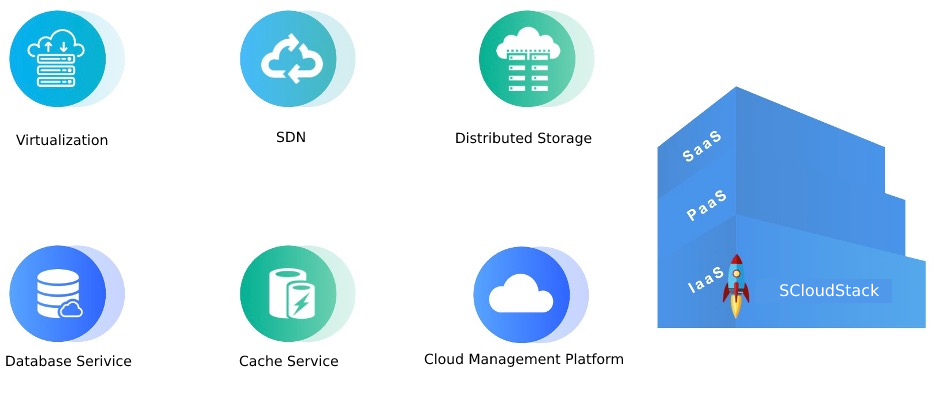 Virtualization
SDN
Distributed Storage
Database Serivice
Cache Service
Cloud Management Platform
SaaS
PaaS
IaaS
SCloudStack